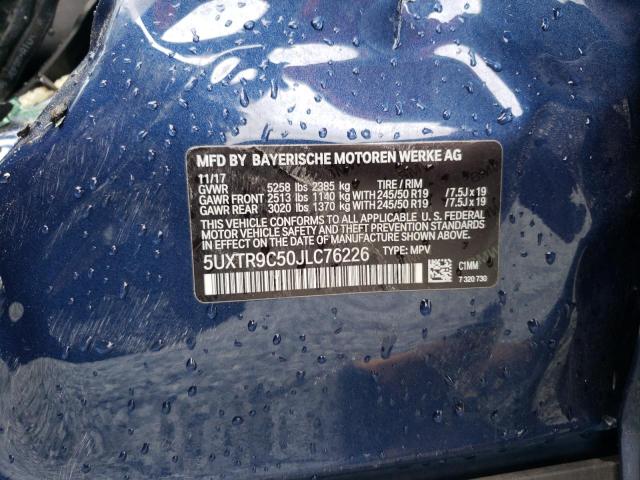 MFD BY BAYERISCHE MOTOREN WERKE AG
11/17
GVWR 5258 lbs 2385 kg TIRE / RIM
GAWR FRONT 2513 lbs 1140 kg WITH 245/50 R19 /7.5J x 19
GAWR REAR 3020 lbs 1370 kg WITH 245/50 R19 /7.5J x 19
THIS VEHICLE CONFORMS TO ALL APPLICABLE U. S. FEDERAL
MOTOR VEHICLE SAFETY, BUMPER, AND THEFT PREVENTION
STANDARDS IN EFFECT ON THE DATE OF MANUFACTURE SHOWN ABOVE.
5UXTR9C50JLC76226 TYPE: MPV
C1MM
7 320 730